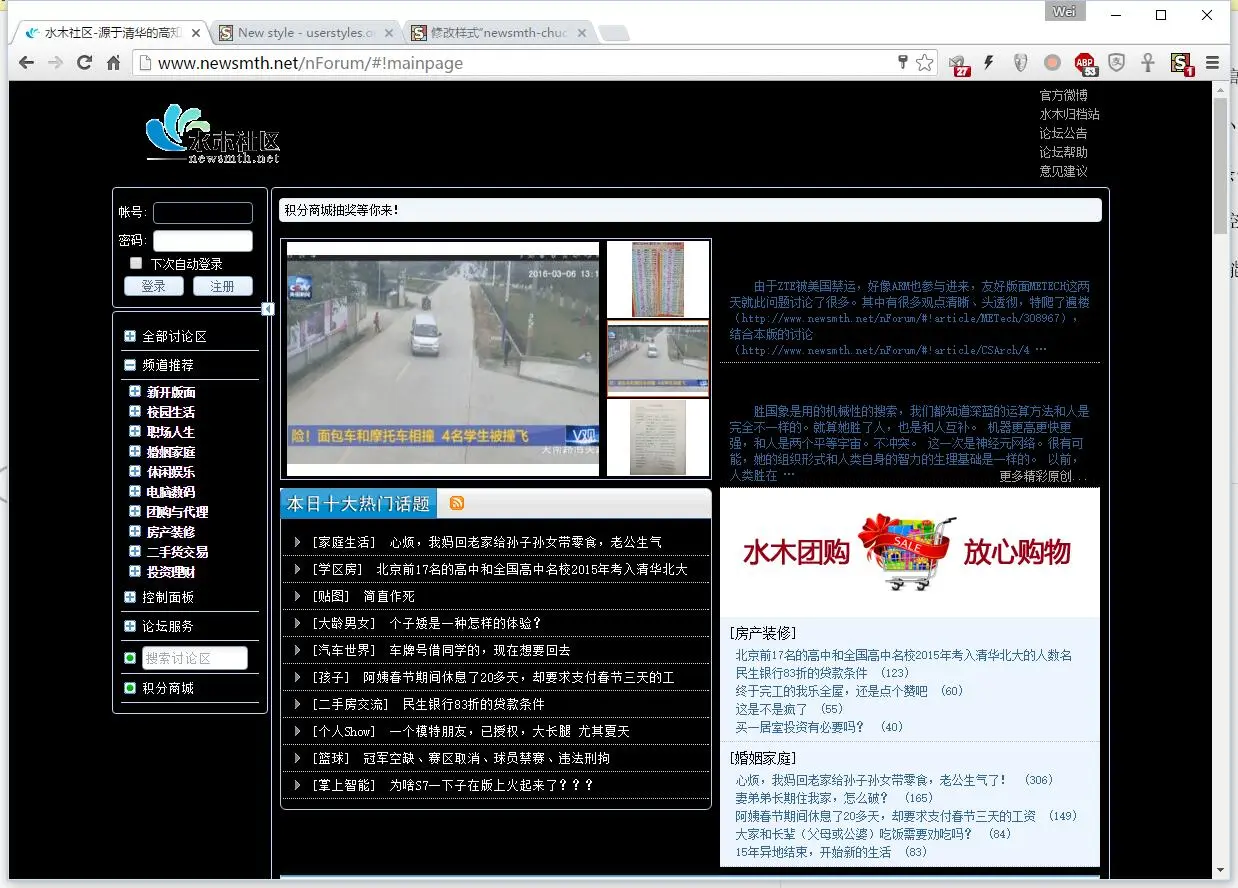 Wei
水木社区-源于清华的高知
New style - userstyles.o
修改样式"newsmth-chuc
www.newsmth.net/nForum/#!mainpage
27
ABP
53
S
1
水木社区
newsmth.net
官方微博
水木归档站
论坛公告
论坛帮助
意见建议
帐号:
密码:
下次自动登录
登录
注册
全部讨论区
频道推荐
新开版面
校园生活
职场人生
婚姻家庭
休闲娱乐
电脑数码
团购与代理
房产装修
二手货交易
投资理财
控制面板
论坛服务
搜索讨论区
积分商城
积分商城抽奖等你来!
2016-03-06 13:1
险!面包车和摩托车相撞 4名学生被撞飞
V观
由于ZTE被美国禁运，好像ARM也参与进来，友好版面METECH这两
天就此问题讨论了很多。其中有很多观点清晰、头透彻，特爬了遍楼
（http://www.newsmth.net/nForum/#!article/METech/308967），
结合本版的讨论
（http://www.newsmth.net/nForum/#!article/CSArch/4 …
胜国象是用的机械性的搜索，我们都知道深蓝的运算方法和人是
完全不一样的。就算她胜了人，也是和人互补。 机器更高更快更
强，和人是两个平等宇宙。不冲突。 这一次是神经元网络。很有可
能，她的组织形式和人类自身的智力的生理基础是一样的。 以前，
人类胜在 …
更多精彩原创...
本日十大热门话题
[家庭生活] 心烦，我妈回老家给孙子孙女带零食，老公生气
[学区房] 北京前17名的高中和全国高中名校2015年考入清华北大
[贴图] 简直作死
[大龄男女] 个子矮是一种怎样的体验？
[汽车世界] 车牌号借同学的，现在想要回去
[孩子] 阿姨春节期间休息了20多天，却要求支付春节三天的工
[二手房交流] 民生银行83折的贷款条件
[个人Show] 一个模特朋友，已授权，大长腿 尤其夏天
[篮球] 冠军空缺、赛区取消、球员禁赛、违法刑拘
[掌上智能] 为啥S7一下子在版上火起来了？？？
水木团购
SALE
放心购物
[房产装修]
北京前17名的高中和全国高中名校2015年考入清华北大的人数名
民生银行83折的贷款条件 (123)
终于完工的我乐全屋，还是点个赞吧 (60)
这是不是疯了 (55)
买一居室投资有必要吗？ (40)
[婚姻家庭]
心烦，我妈回老家给孙子孙女带零食，老公生气了！ (306)
妻弟弟长期住我家，怎么破？ (165)
阿姨春节期间休息了20多天，却要求支付春节三天的工资 (149)
大家和长辈（父母或公婆）吃饭需要劝吃吗？ (84)
15年异地结束，开始新的生活 (83)